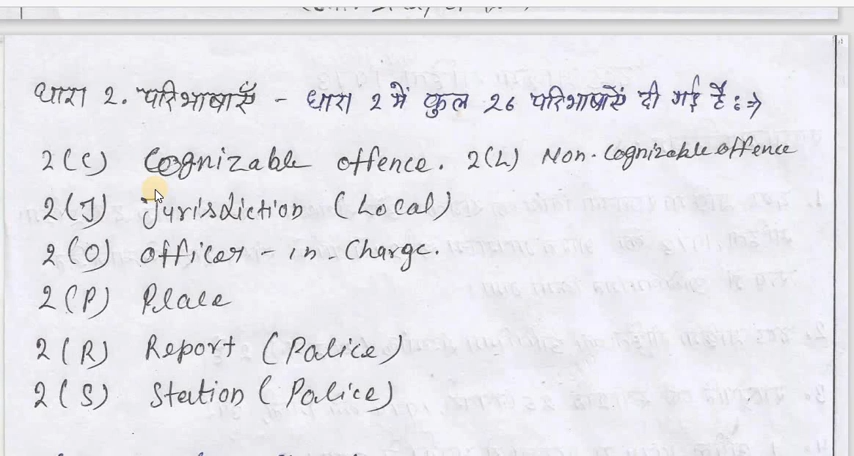 धारा 2. परिभाषाएँ - धारा 2 में कुल 26 परिभाषाएँ दी गई है :→
2(C) Cognizable offence. 2(L) Non-Cognizable offence
2(J) Jurisdiction (Local)
2(O) Officer-in-Charge.
2(P) Place
2(R) Report (Police)
2(S) Station (Police)